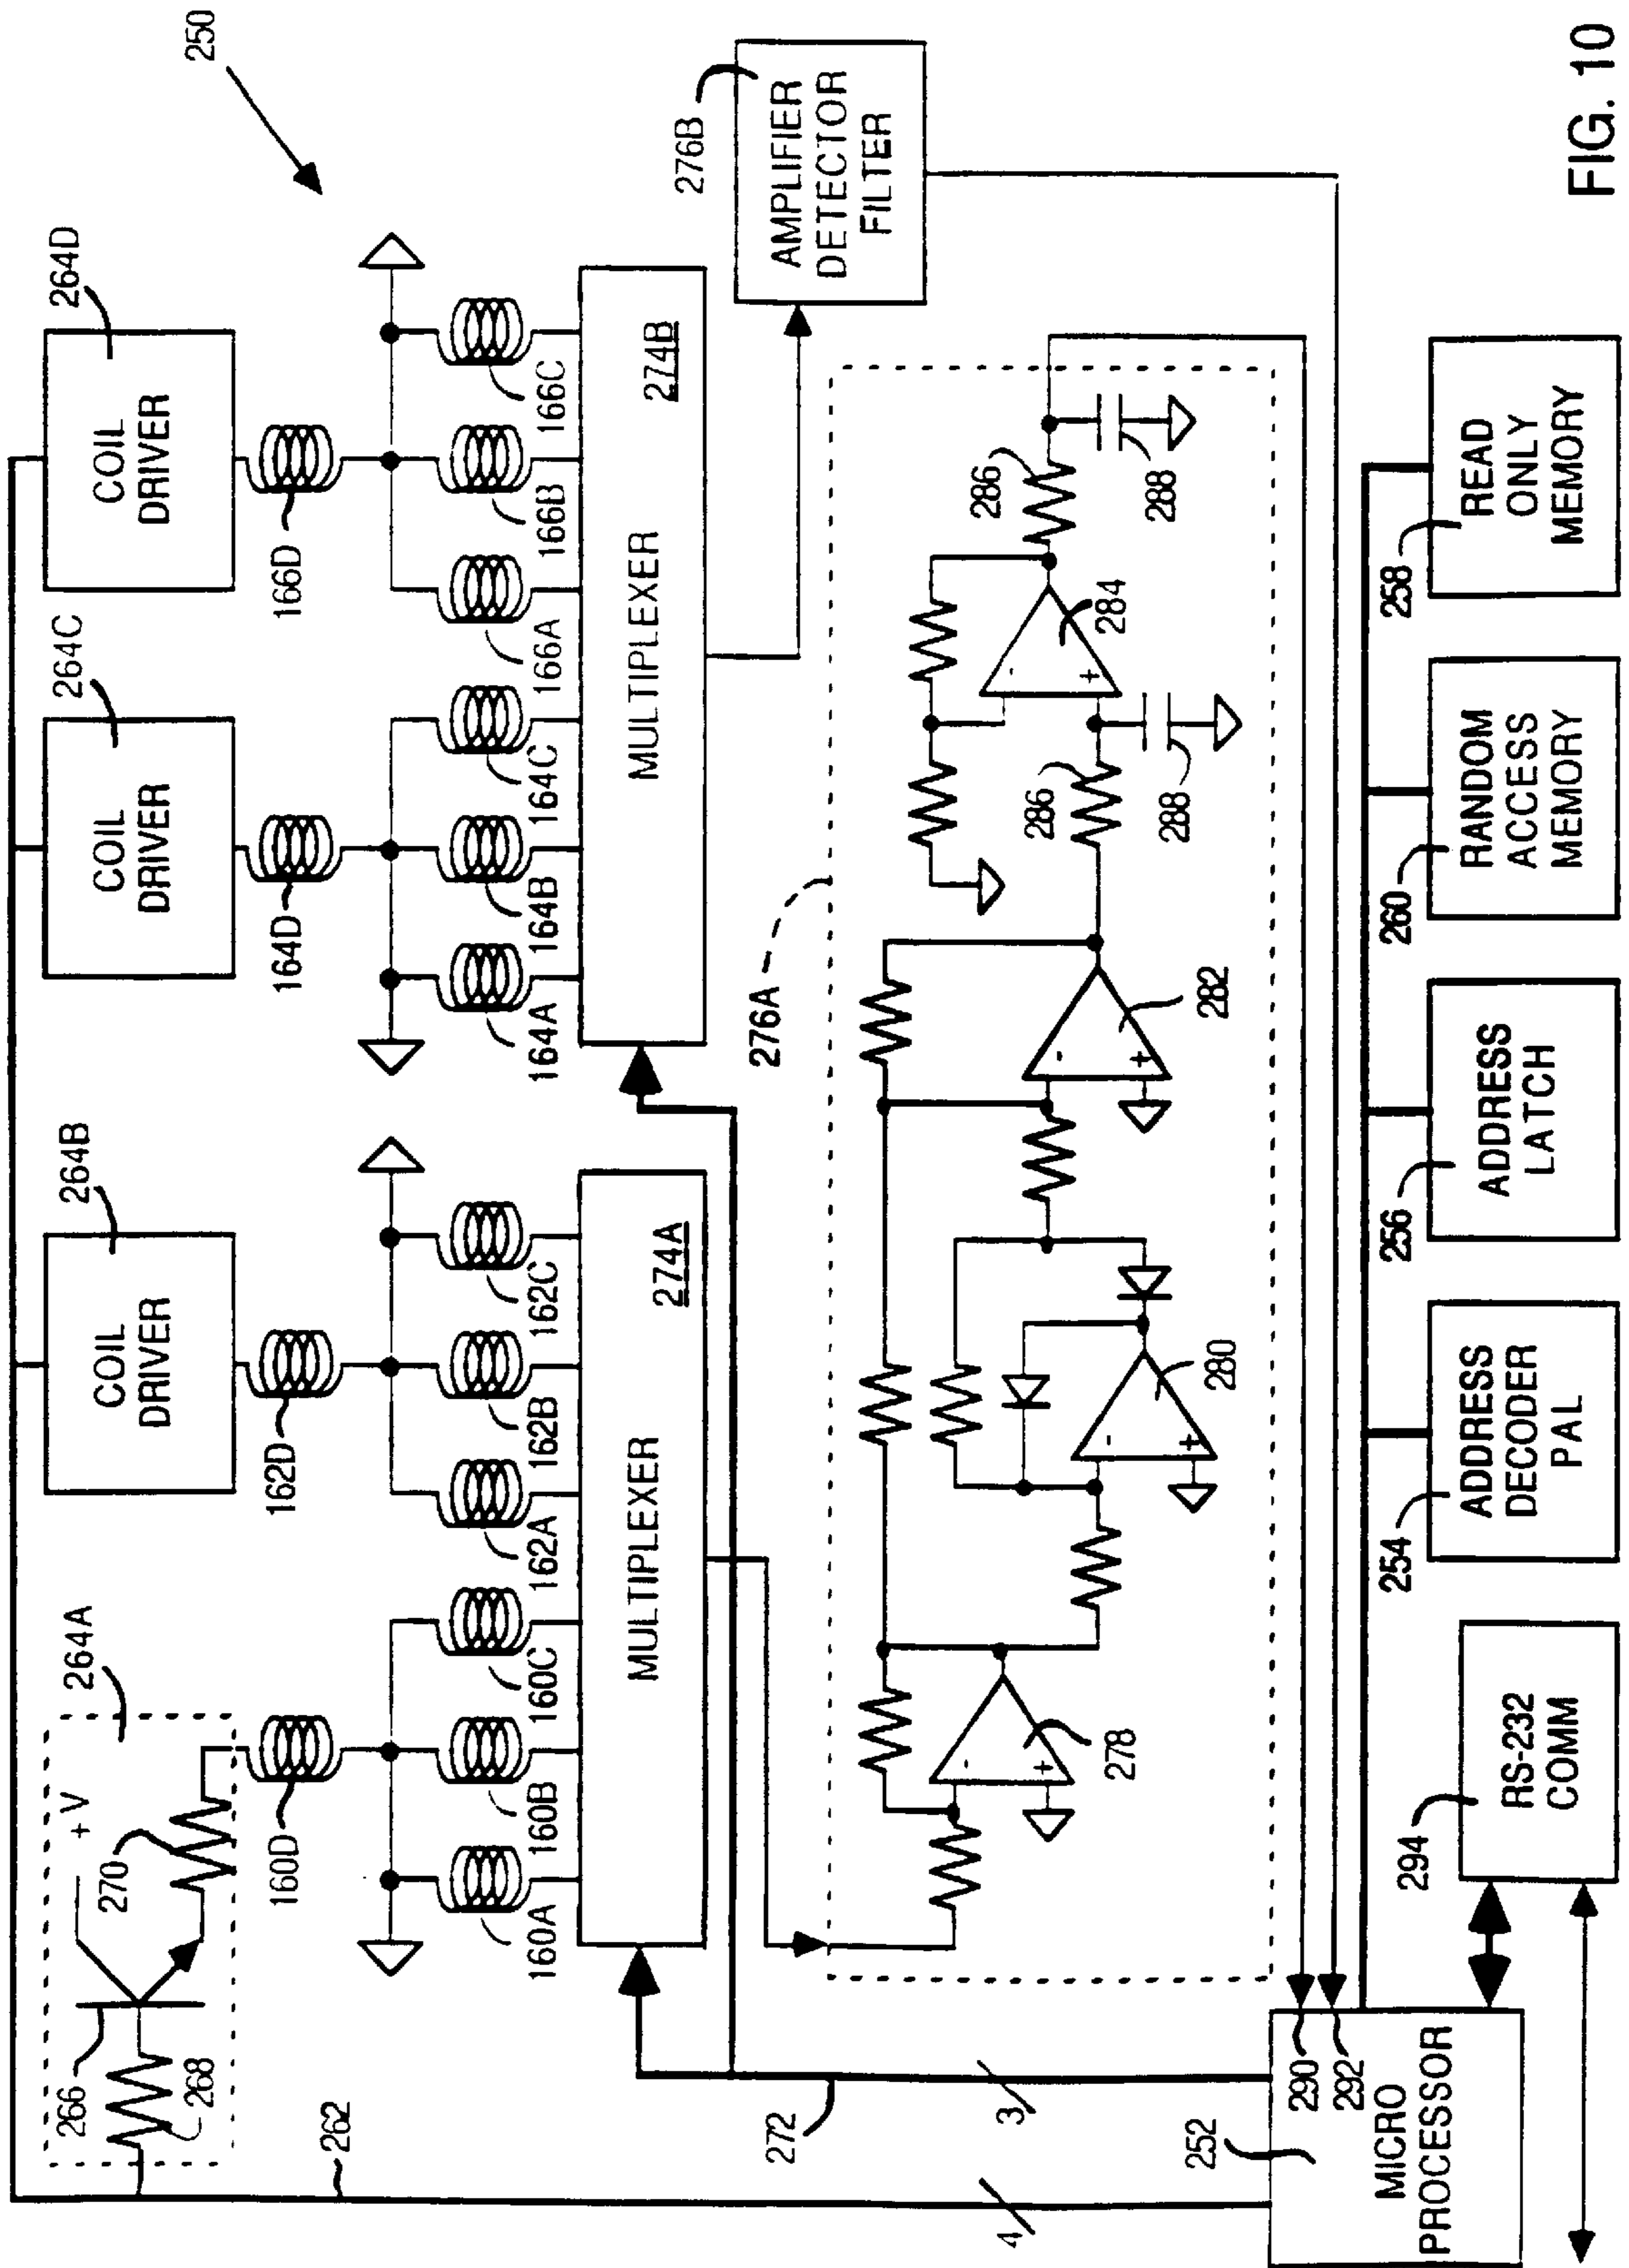 250
264A
264B
264C
264D
+ V
266
268
270
COIL
DRIVER
COIL
DRIVER
COIL
DRIVER
262
160D
162D
164D
166D
160A
160B
160C
162A
162B
162C
164A
164B
164C
166A
166B
166C
MULTIPLEXER
274A
MULTIPLEXER
274B
276B
AMPLIFIER
DETECTOR
FILTER
272
276A
278
-
+
280
-
+
282
-
+
284
-
+
286
288
286
288
4
3
252
290
292
MICRO
PROCESSOR
294
RS-232
COMM
254
ADDRESS
DECODER
PAL
256
ADDRESS
LATCH
260
RANDOM
ACCESS
MEMORY
258
READ
ONLY
MEMORY
FIG. 10